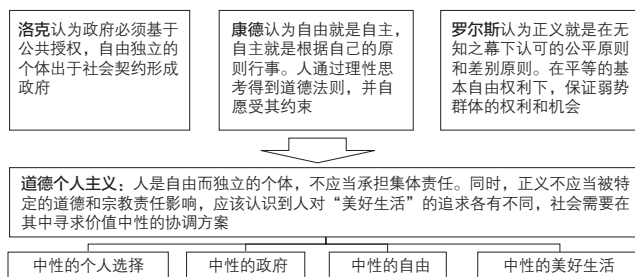 洛克认为政府必须基于
公共授权，自由独立的
个体出于社会契约形成
政府
康德认为自由就是自主，
自主就是根据自己的原
则行事。人通过理性思
考得到道德法则，并自
愿受其约束
罗尔斯认为正义就是在无
知之幕下认可的公平原则
和差别原则。在平等的基
本自由权利下，保证弱势
群体的权利和机会
道德个人主义：人是自由而独立的个体，不应当承担集体责任。同时，正义不应当被特
定的道德和宗教责任影响，应该认识到人对“美好生活”的追求各有不同，社会需要在
其中寻求价值中性的协调方案
中性的个人选择
中性的政府
中性的自由
中性的美好生活